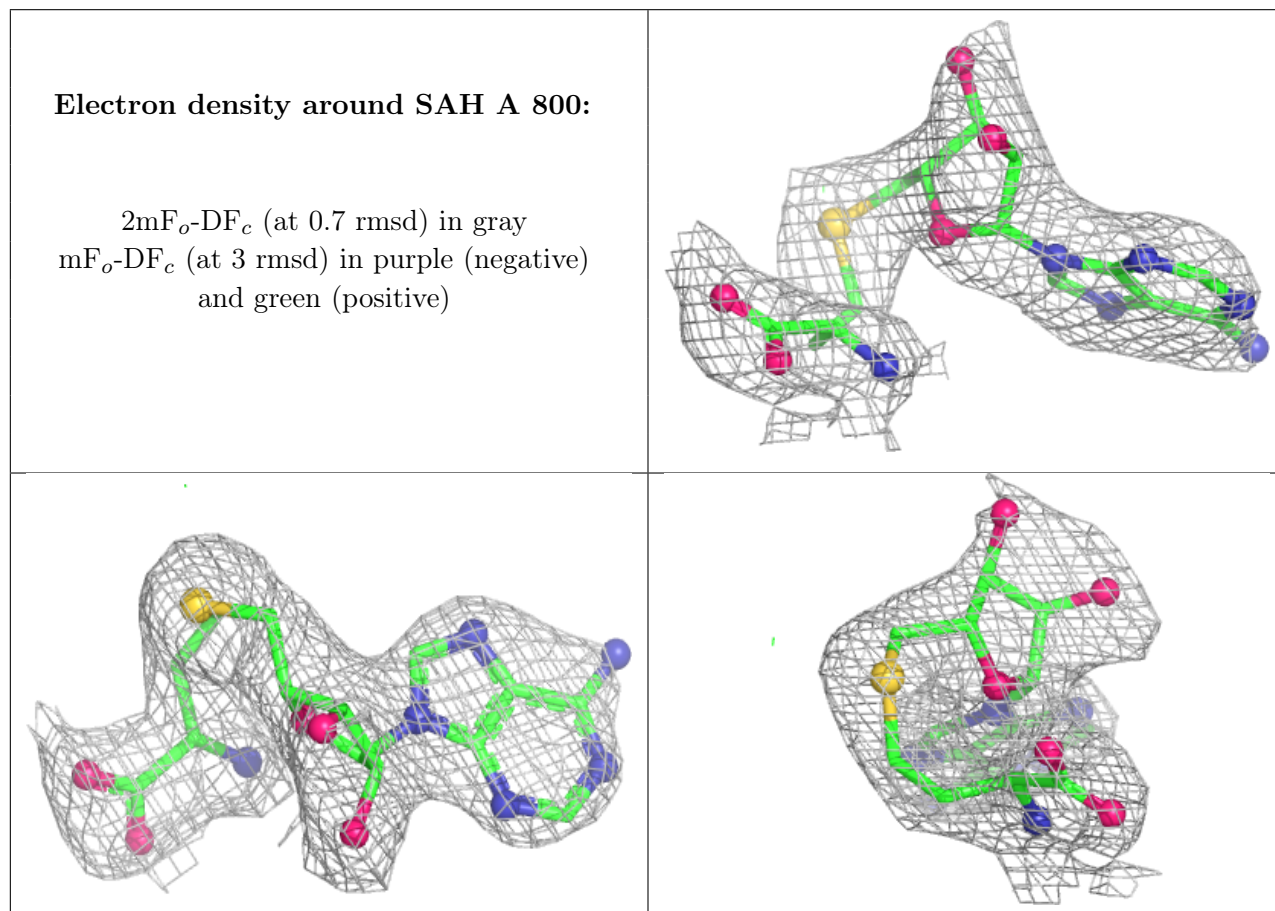 Electron density around SAH A 800:
2mFₒ-DF𝒸 (at 0.7 rmsd) in gray
mFₒ-DF𝒸 (at 3 rmsd) in purple (negative)
and green (positive)